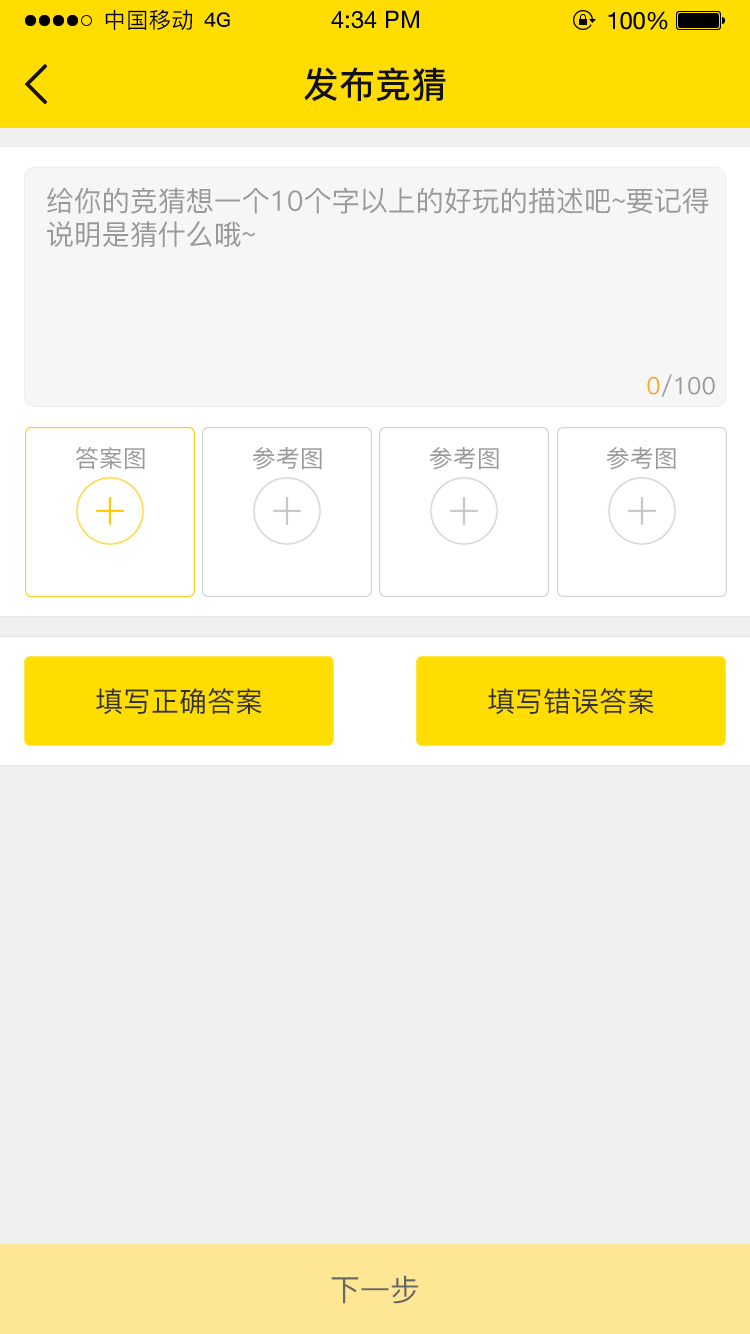 中国移动 4G 4:34 PM 100%
发布竞猜
给你的竞猜想一个10个字以上的好玩的描述吧~要记得
说明是猜什么哦~
0/100
答案图 参考图 参考图 参考图
填写正确答案 填写错误答案
下一步